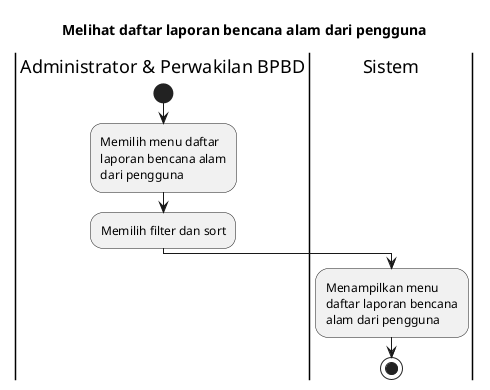 Melihat daftar laporan bencana alam dari pengguna
Administrator & Perwakilan BPBD
Sistem
Memilih menu daftar
laporan bencana alam
dari pengguna
Memilih filter dan sort
Menampilkan menu
daftar laporan bencana
alam dari pengguna